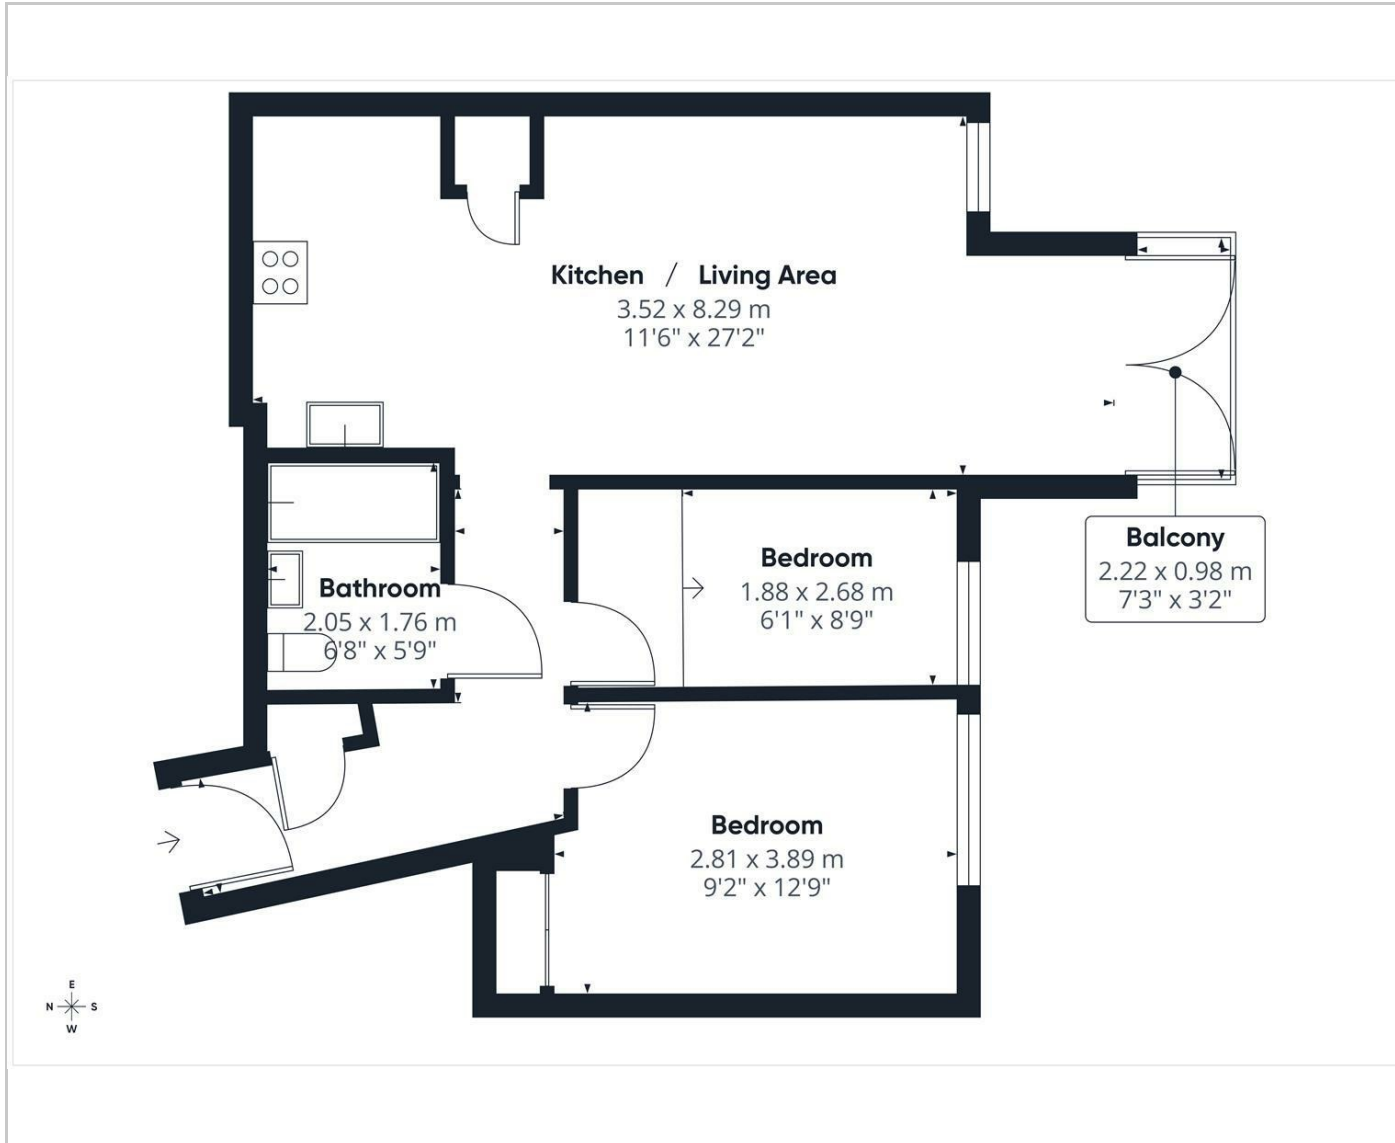 Kitchen / Living Area
3.52 x 8.29 m
11'6" x 27'2"
Balcony
2.22 x 0.98 m
7'3" x 3'2"
Bedroom
1.88 x 2.68 m
6'1" x 8'9"
Bathroom
2.05 x 1.76 m
6'8" x 5'9"
Bedroom
2.81 x 3.89 m
9'2" x 12'9"
E
N S
W